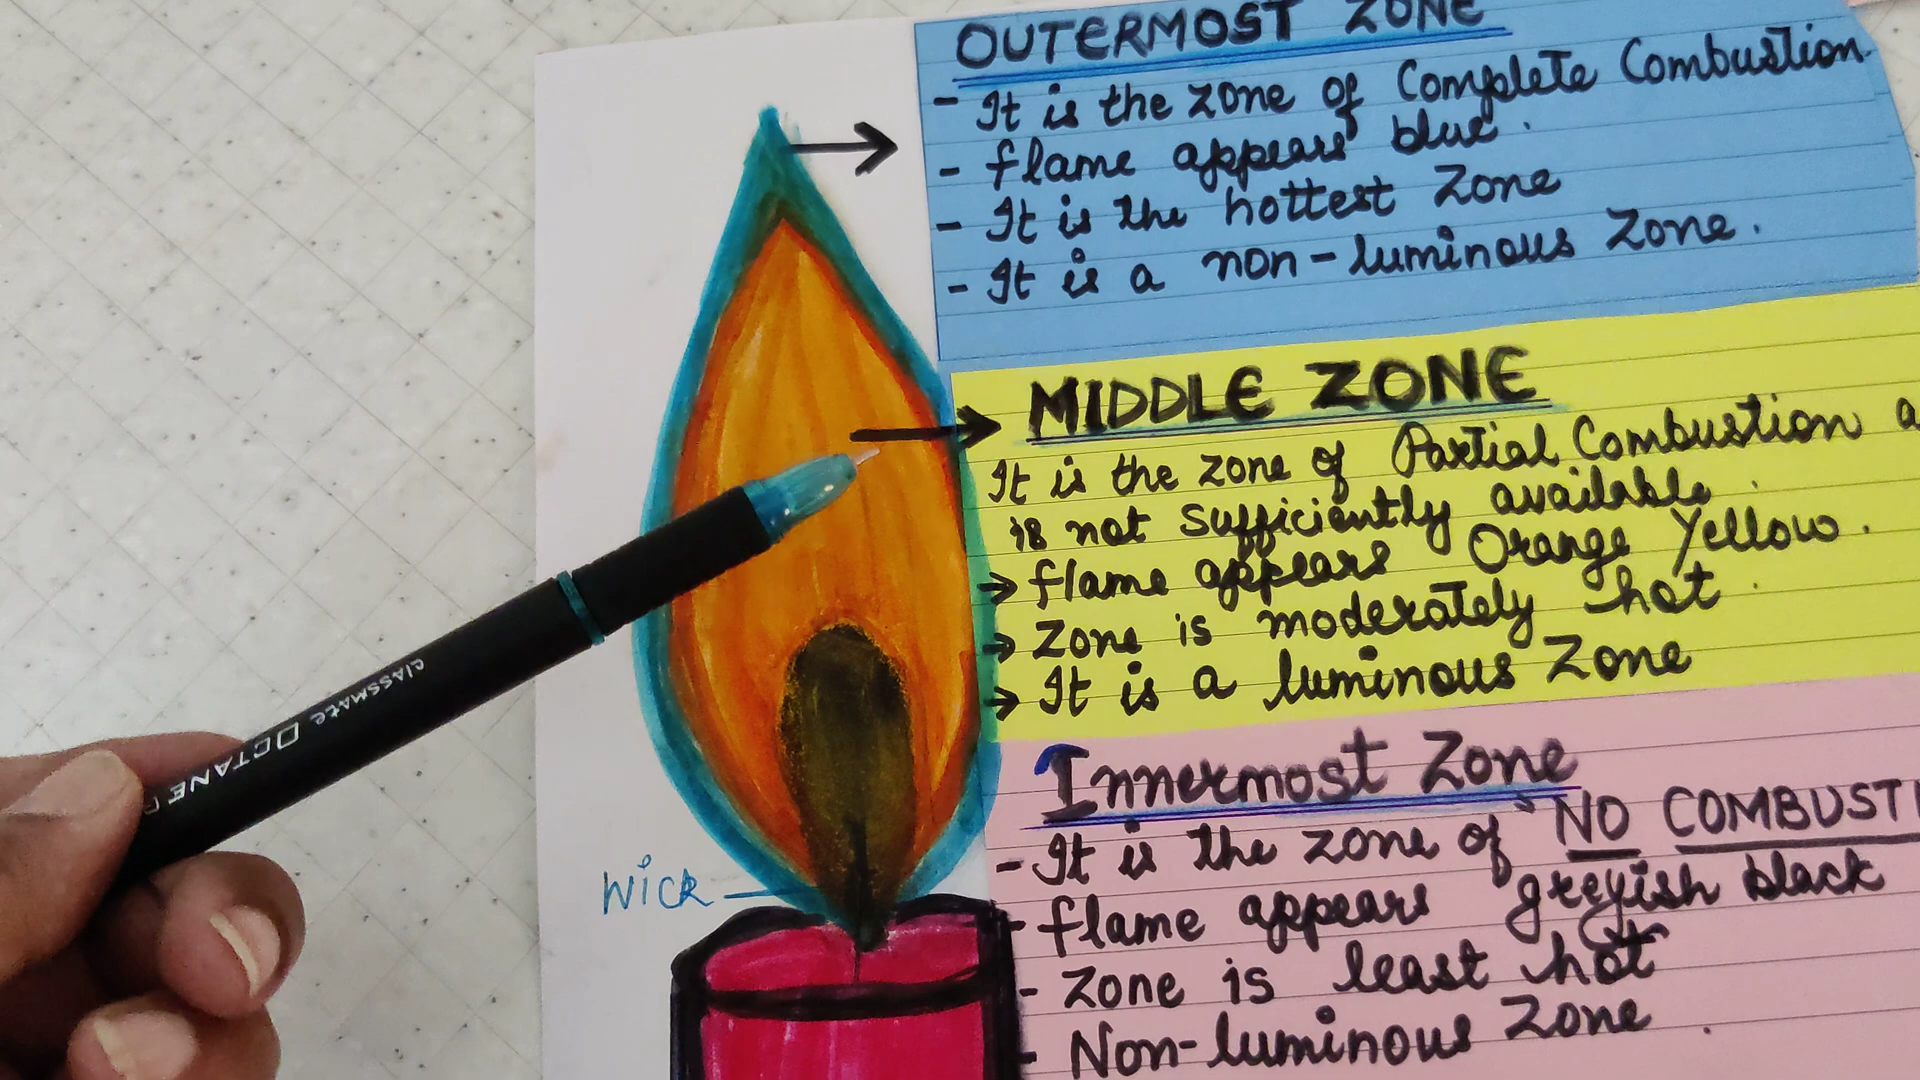 OUTERMOST ZONE
- It is the zone of Complete Combustion.
- flame appears blue.
- It is the hottest Zone
- It is a non-luminous Zone.
MIDDLE ZONE
It is the zone of Partial Combustion a
is not sufficiently available.
→ flame appears Orange Yellow.
→ Zone is moderately hot.
→ It is a luminous Zone
Innermost Zone
- It is the zone of "NO COMBUSTI
- flame appears greyish black
- Zone is least hot
- Non-luminous Zone.
Wick
classmate OCTANE